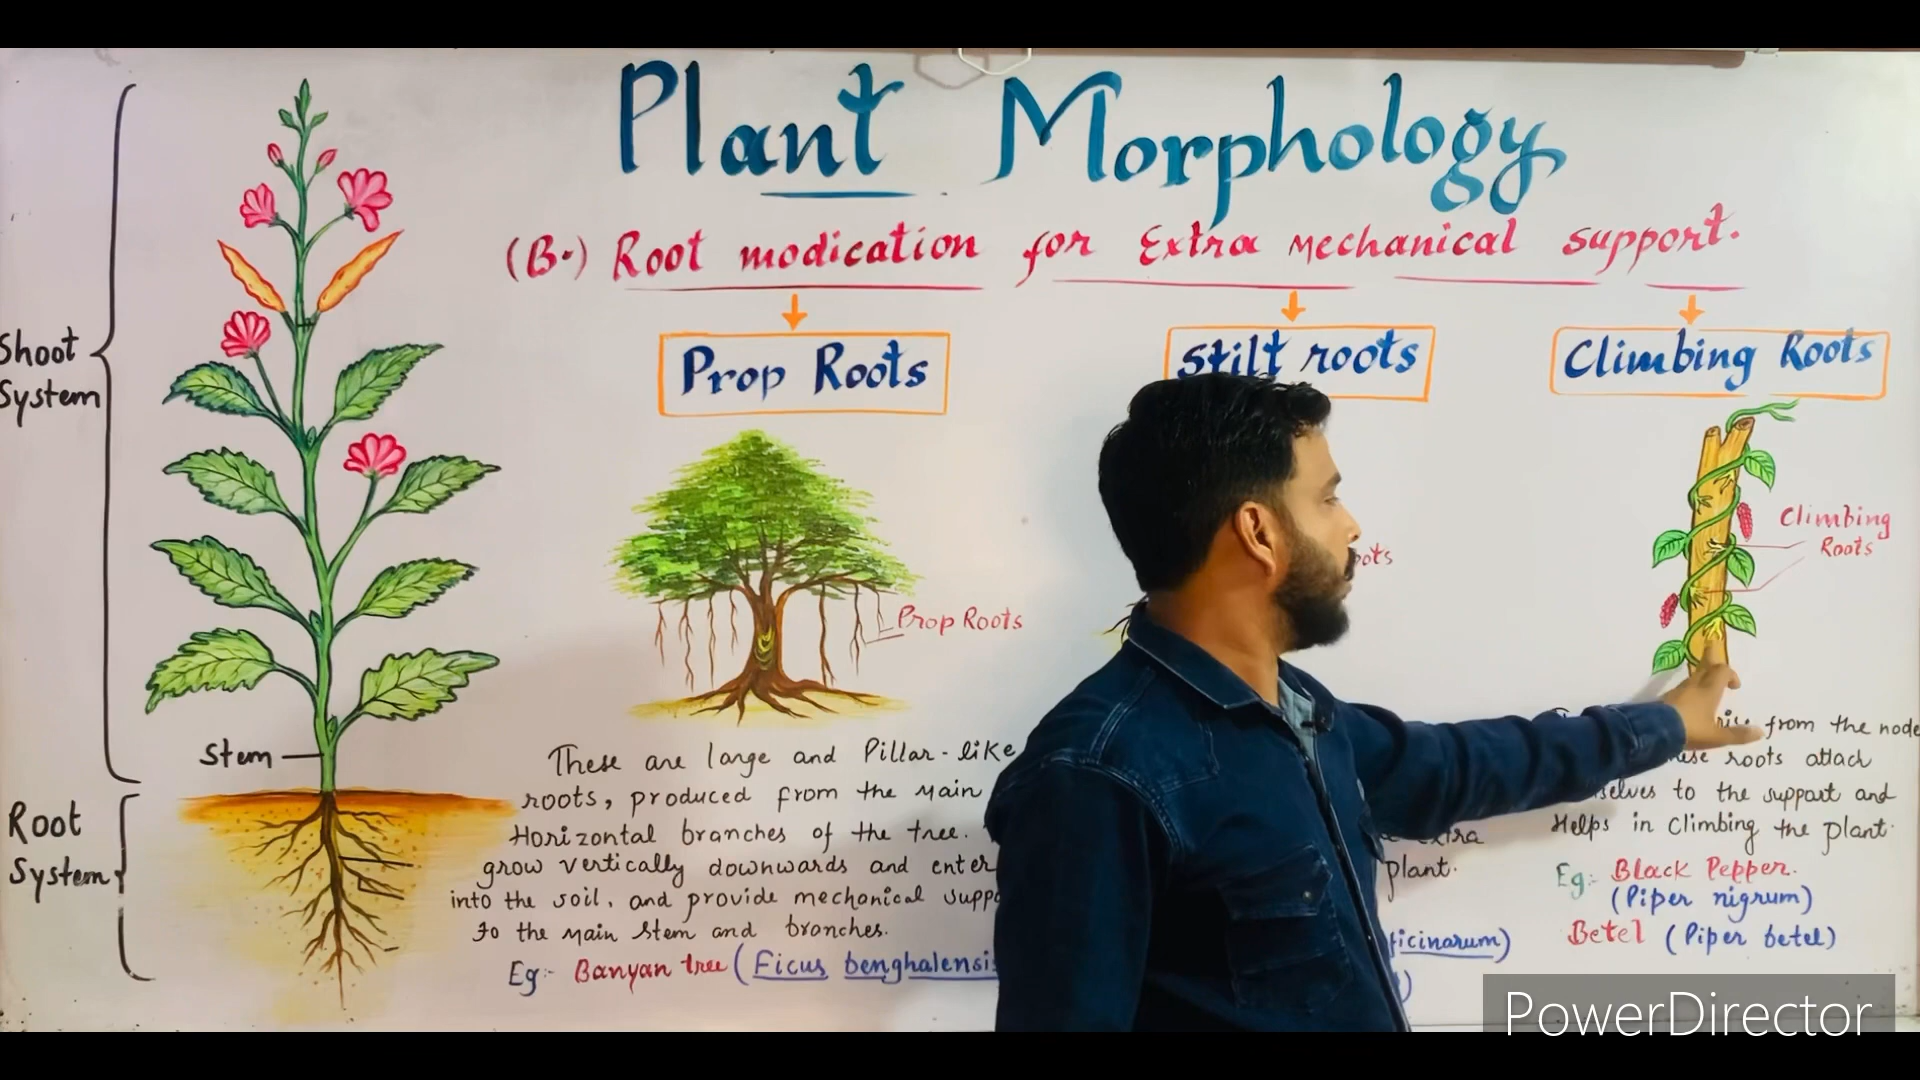 Plant Morphology
(B.) Root modication for Extra Mechanical support.
Prop Roots
Stilt roots
Climbing Roots
Shoot
System
Stem
Root
System
Prop Roots
Climbing
Roots
These are large and Pillar-like
roots, produced from the Main
Horizontal branches of the tree.
grow vertically downwards and enter
into the soil, and provide mechanical
to the Main Stem and branches.
Eg:- Banyan tree (Ficus benghalensis
plant.
from the node
roots attach
to the support and
Helps in Climbing the plant.
Eg:- Black Pepper.
(Piper nigrum)
Betel (Piper betel)
PowerDirector